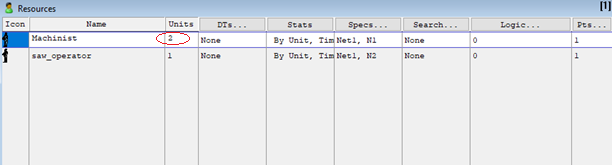 Resources [1]
Icon Name Units DTs... Stats Specs... Search... Logic... Pts...
Machinist 2 None By Unit, Tim Net1, N1 None 0 1
saw_operator 1 None By Unit, Tim Net1, N2 None 0 1